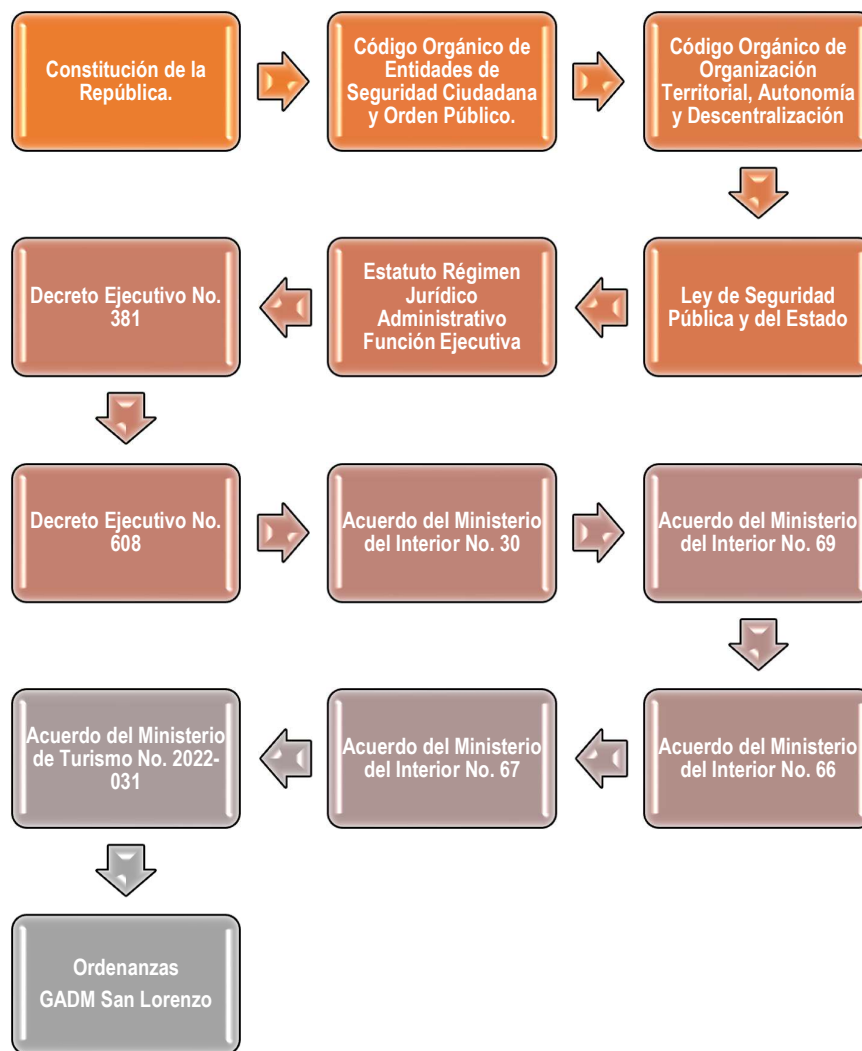 Constitución de la
República.
Código Orgánico de
Entidades de
Seguridad Ciudadana
y Orden Público.
Código Orgánico de
Organización
Territorial, Autonomía
y Descentralización
Ley de Seguridad
Pública y del Estado
Estatuto Régimen
Jurídico
Administrativo
Función Ejecutiva
Decreto Ejecutivo No.
381
Decreto Ejecutivo No.
608
Acuerdo del Ministerio
del Interior No. 30
Acuerdo del Ministerio
del Interior No. 69
Acuerdo del Ministerio
del Interior No. 66
Acuerdo del Ministerio
del Interior No. 67
Acuerdo del Ministerio
de Turismo No. 2022-
031
Ordenanzas
GADM San Lorenzo